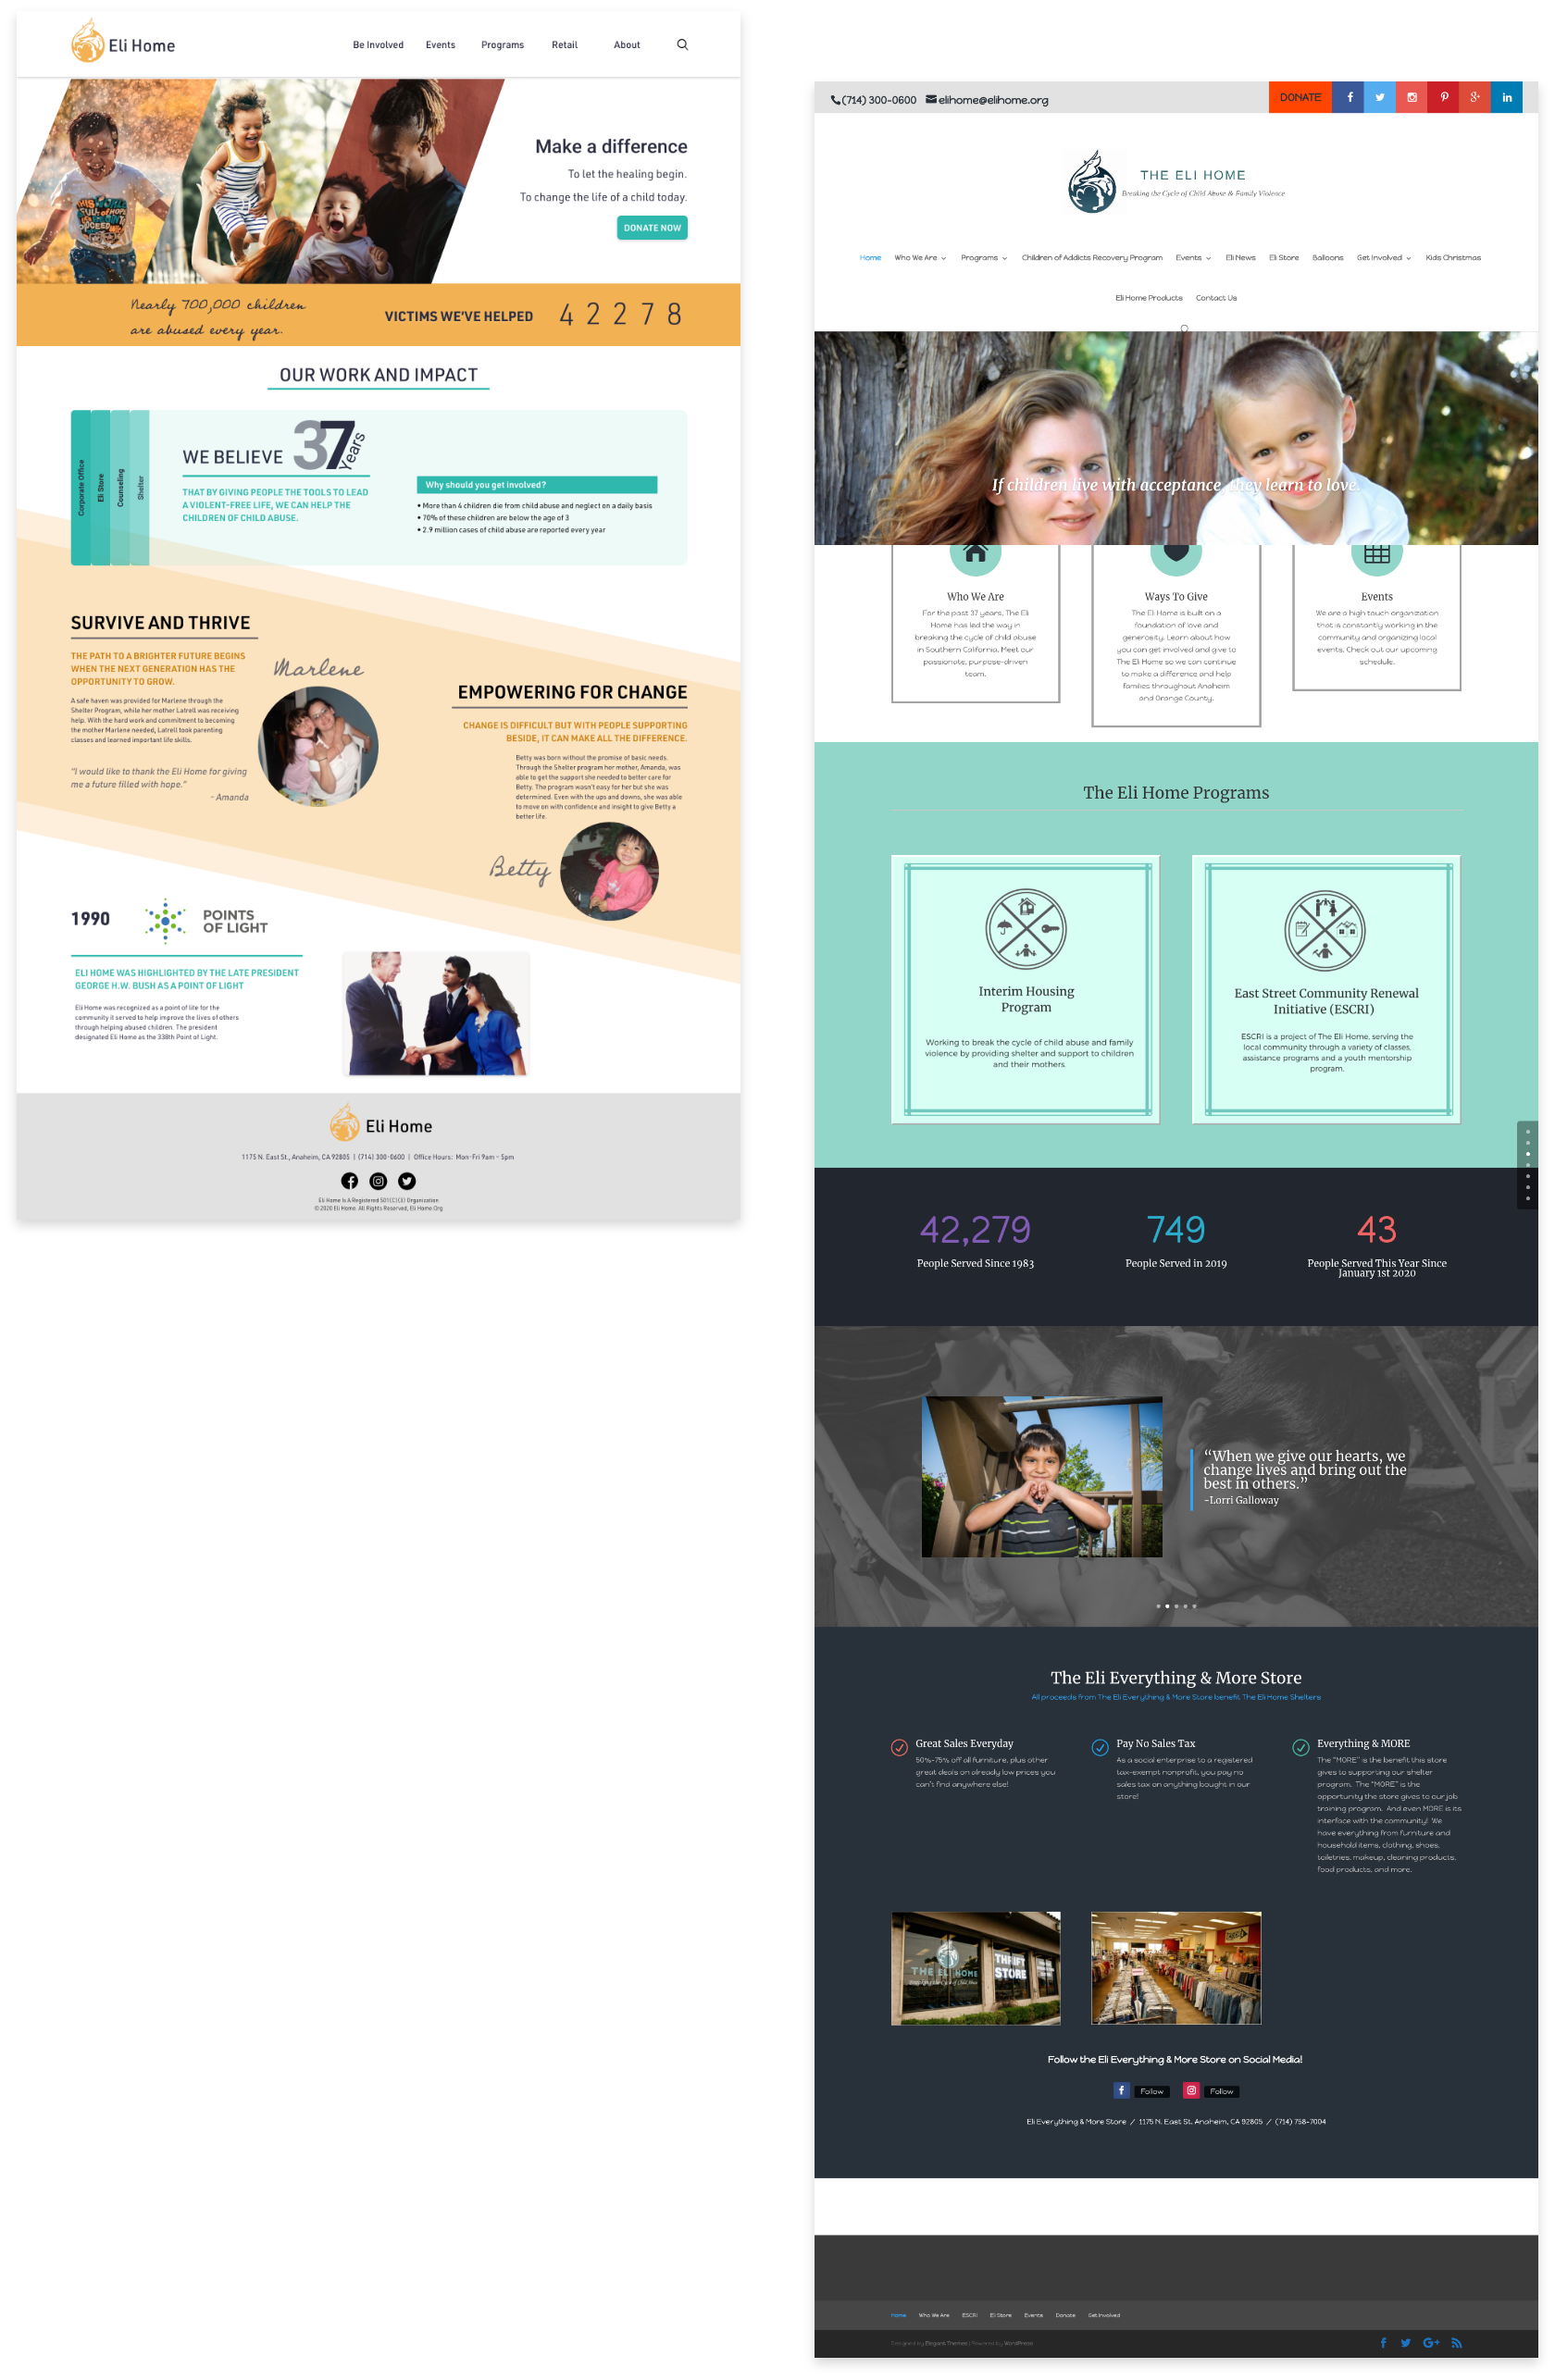 Eli Home
Be Involved Events Programs Retail About
Make a difference
To let the healing begin.
To change the life of a child today.
DONATE NOW
Nearly 700,000 children
are abused every year.
VICTIMS WE'VE HELPED 4 2 2 7 8
OUR WORK AND IMPACT
Corporate Office
Eli Store
Counseling
Shelter
WE BELIEVE 37 Years
THAT BY GIVING PEOPLE THE TOOLS TO LEAD
A VIOLENT-FREE LIFE, WE CAN HELP THE
CHILDREN OF CHILD ABUSE.
Why should you get involved?
• More than 4 children die from child abuse and neglect on a daily basis
• 70% of these children are below the age of 3
• 2.9 million cases of child abuse are reported every year
SURVIVE AND THRIVE
THE PATH TO A BRIGHTER FUTURE BEGINS
WHEN THE NEXT GENERATION HAS THE
OPPORTUNITY TO GROW.
A safe haven was provided for Marlene through the
Shelter Program, while her mother Latrell was receiving
help. With the hard work and commitment to becoming
the mother Marlene needed, Latrell took parenting
classes and learned important life skills.
"I would like to thank the Eli Home for giving
me a future filled with hope."
- Amanda
Marlene
EMPOWERING FOR CHANGE
CHANGE IS DIFFICULT BUT WITH PEOPLE SUPPORTING
BESIDE, IT CAN MAKE ALL THE DIFFERENCE.
Betty was born without the promise of basic needs.
Through the Shelter program her mother, Amanda, was
able to get the support she needed to better care for
Betty. The program wasn't easy for her but she was
determined. Even with the ups and downs, she was able
to move on with confidence and insight to give Betty a
better life.
Betty
1990
POINTS
OF LIGHT
ELI HOME WAS HIGHLIGHTED BY THE LATE PRESIDENT
GEORGE H.W. BUSH AS A POINT OF LIGHT
Eli Home was recognized as a point of life for the
community it served to help improve the lives of others
through helping abused children. The president
designated Eli Home as the 338th Point of Light.
Eli Home
1175 N. East St., Anaheim, CA 92805 | (714) 300-0600 | Office Hours: Mon-Fri 9am - 5pm
Eli Home Is A Registered 501(C)(3) Organization
© 2020 Eli Home. All Rights Reserved, Eli Home.Org
(714) 300-0600 elihome@elihome.org
DONATE
THE ELI HOME
Breaking the Cycle of Child Abuse & Family Violence
Home Who We Are Programs Children of Addicts Recovery Program Events Eli News Eli Store Balloons Get Involved Kids Christmas
Eli Home Products Contact Us
If children live with acceptance, they learn to love.
Who We Are
For the past 37 years, The Eli
Home has led the way in
breaking the cycle of child abuse
in Southern California. Meet our
passionate, purpose-driven
team.
Ways To Give
The Eli Home is built on a
foundation of love and
generosity. Learn about how
you can get involved and give to
The Eli Home so we can continue
to make a difference and help
families throughout Anaheim
and Orange County.
Events
We are a high touch organization
that is constantly working in the
community and organizing local
events. Check out our upcoming
schedule.
The Eli Home Programs
Interim Housing
Program
Working to break the cycle of child abuse and family
violence by providing shelter and support to children
and their mothers.
East Street Community Renewal
Initiative (ESCRI)
ESCRI is a project of The Eli Home, serving the
local community through a variety of classes,
assistance programs and a youth mentorship
program.
42,279
People Served Since 1983
749
People Served in 2019
43
People Served This Year Since
January 1st 2020
“When we give our hearts, we
change lives and bring out the
best in others.”
-Lorri Galloway
The Eli Everything & More Store
All proceeds from The Eli Everything & More Store benefit The Eli Home Shelters
Great Sales Everyday
50%-75% off all furniture, plus other
great deals on already low prices you
can't find anywhere else!
Pay No Sales Tax
As a social enterprise to a registered
tax-exempt nonprofit, you pay no
sales tax on anything bought in our
store!
Everything & MORE
The "MORE" is the benefit this store
gives to supporting our shelter
program. The "MORE" is the
opportunity the store gives to our job
training program. And even MORE is its
interface with the community! We
have everything from furniture and
household items, clothing, shoes,
toiletries, makeup, cleaning products,
food products, and more.
THE ELI HOME
THRIFT
STORE
Follow the Eli Everything & More Store on Social Media!
Follow Follow
Eli Everything & More Store / 1175 N. East St. Anaheim, CA 92805 / (714) 758-7004
Home Who We Are ESCRI Eli Store Events Donate Get Involved
Designed by Elegant Themes | Powered by WordPress